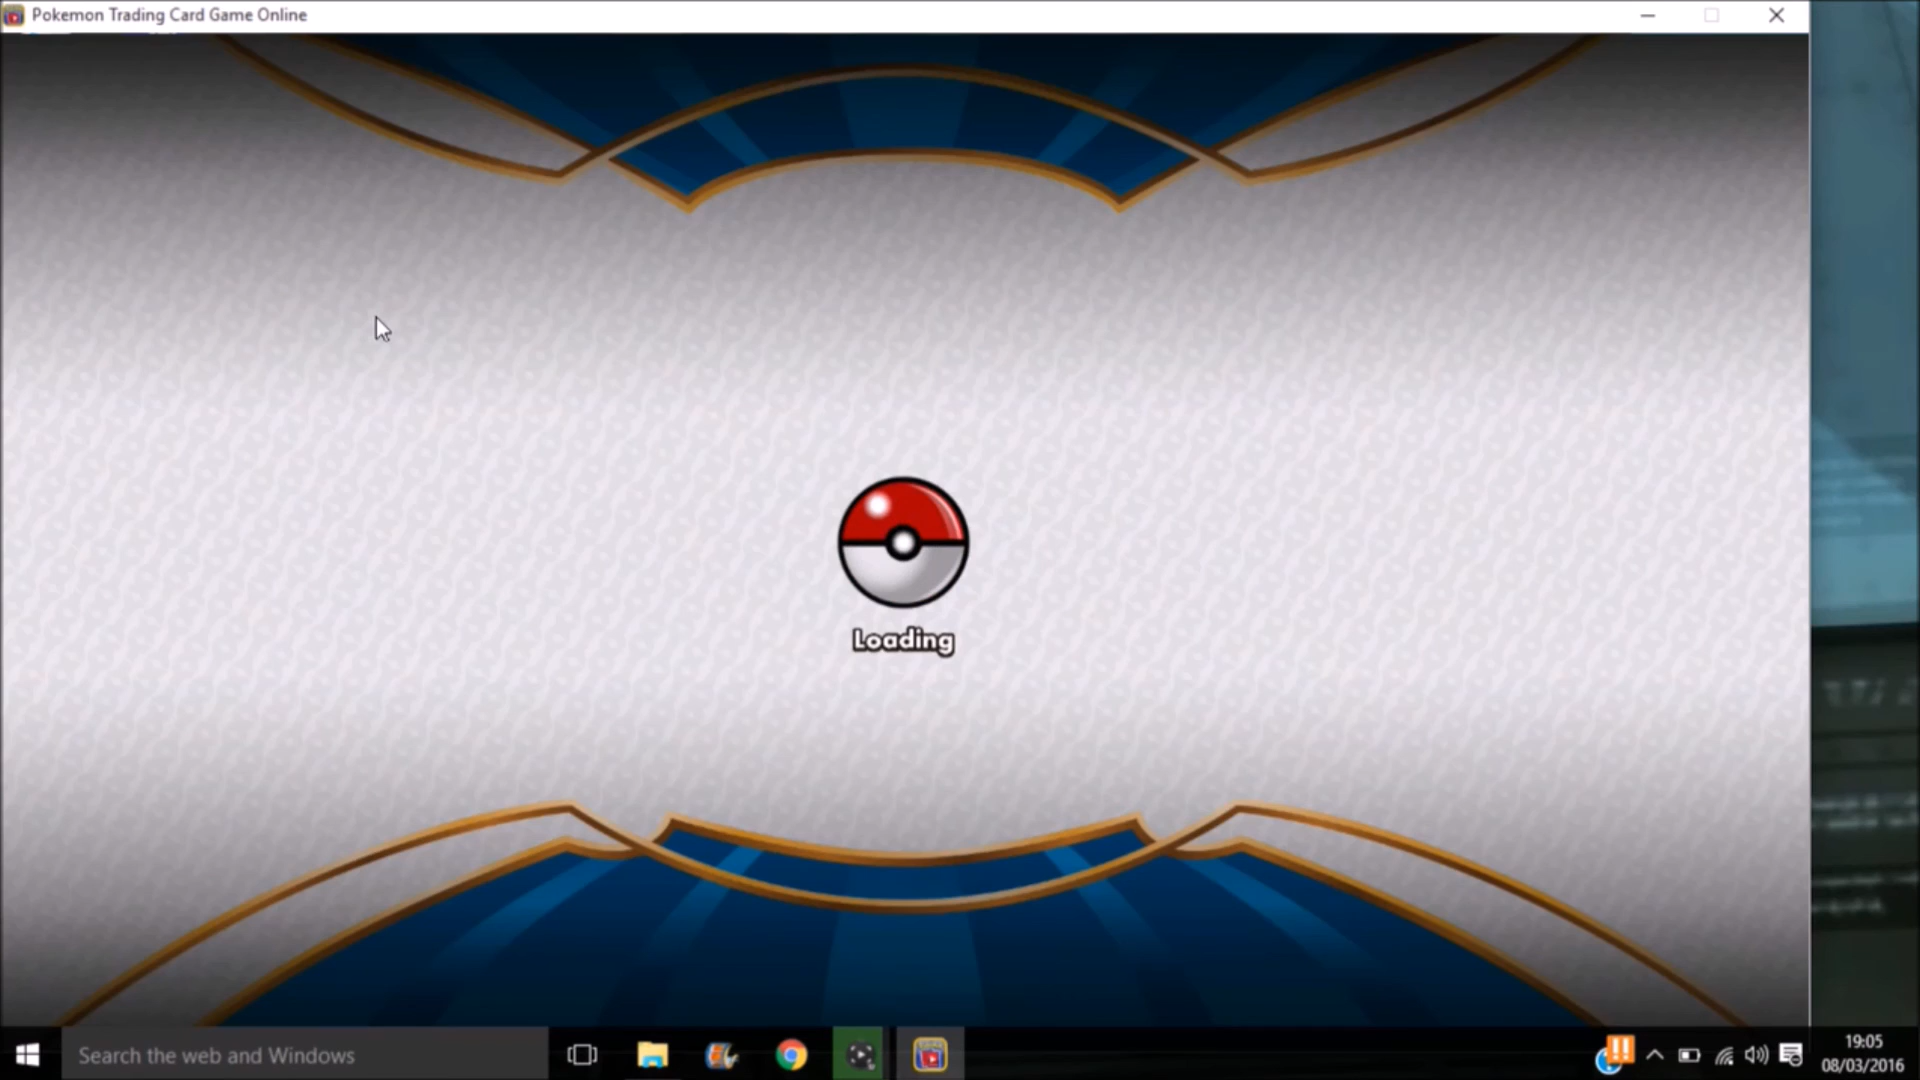 Pokemon Trading Card Game Online
Loading
Search the web and Windows
19:05
08/03/2016